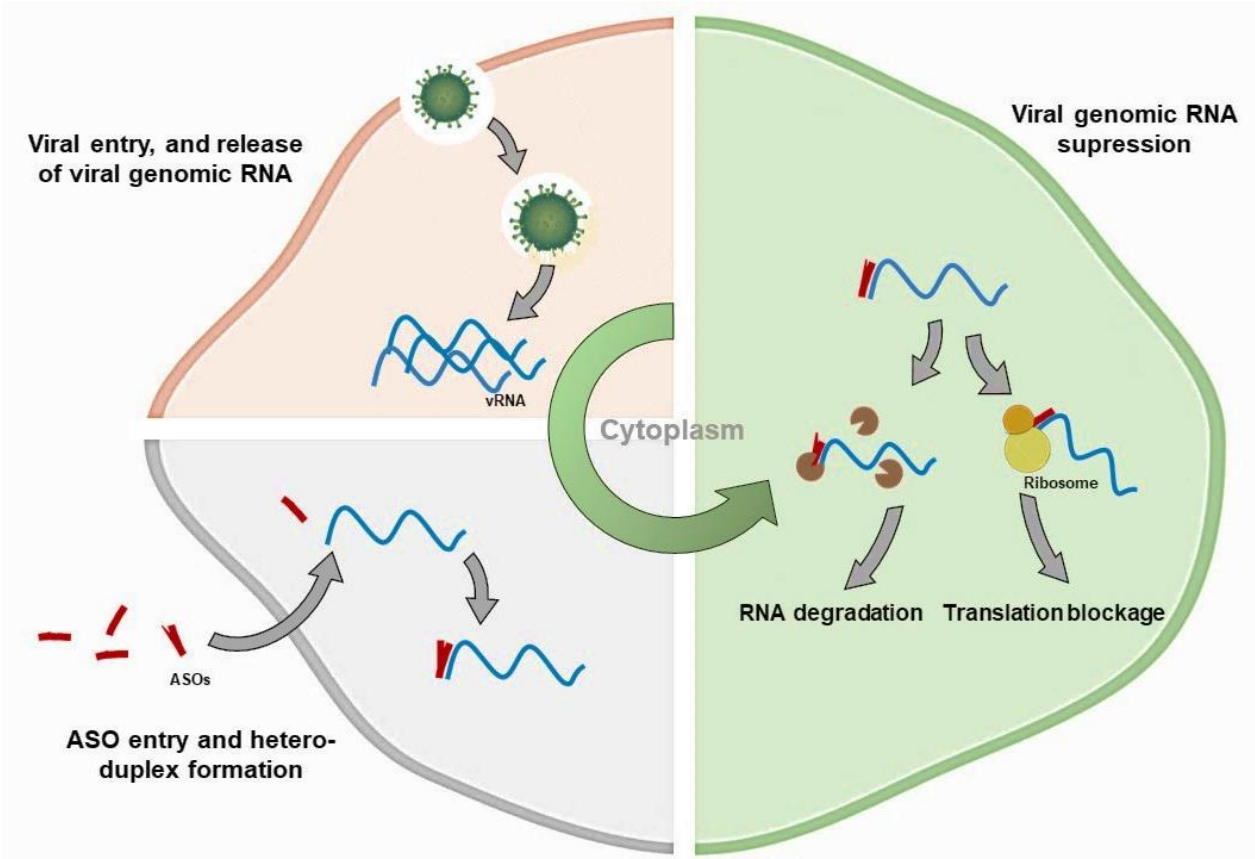 Viral entry, and release
of viral genomic RNA
vRNA
Cytoplasm
ASOs
ASO entry and hetero-
duplex formation
Viral genomic RNA
supression
Ribosome
RNA degradation
Translation blockage